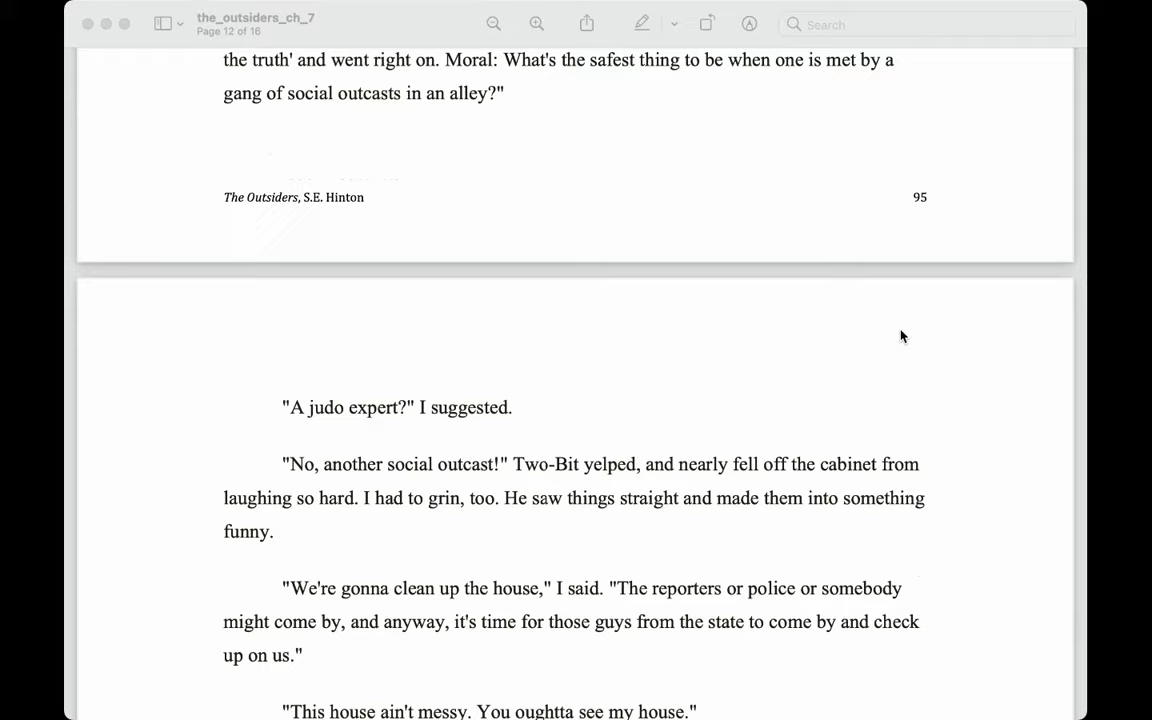 the_outsiders_ch_7
Page 12 of 16
Search
the truth' and went right on. Moral: What's the safest thing to be when one is met by a
gang of social outcasts in an alley?"
The Outsiders, S.E. Hinton 95
"A judo expert?" I suggested.
"No, another social outcast!" Two-Bit yelped, and nearly fell off the cabinet from
laughing so hard. I had to grin, too. He saw things straight and made them into something
funny.
"We're gonna clean up the house," I said. "The reporters or police or somebody
might come by, and anyway, it's time for those guys from the state to come by and check
up on us."
"This house ain't messy. You oughtta see my house."